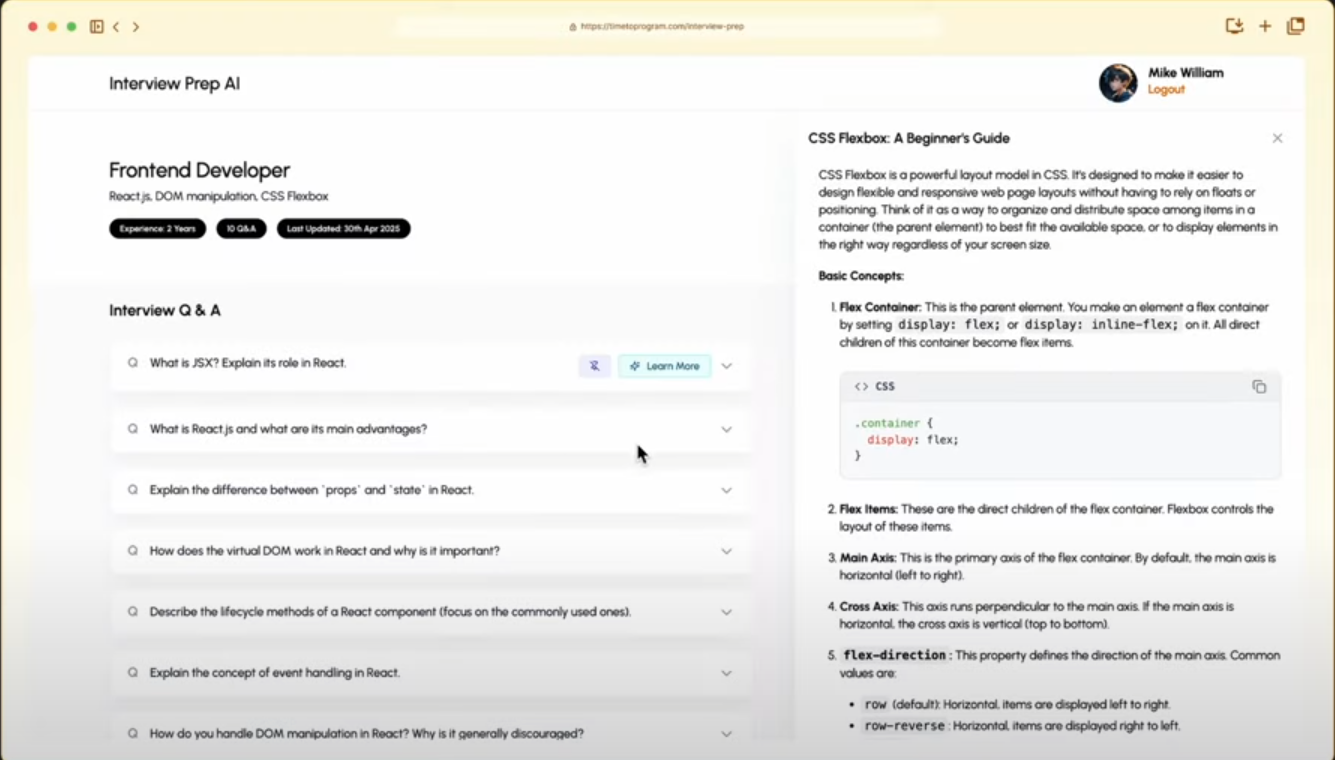 https://timetoprogram.com/interview-prep
Interview Prep AI
Mike William
Logout
Frontend Developer
React.js, DOM manipulation, CSS Flexbox
Experience: 2 Years
10 Q&A
Last Updated: 30th Apr 2025
Interview Q & A
Q What is JSX? Explain its role in React.
Learn More
Q What is React.js and what are its main advantages?
Q Explain the difference between `props` and `state` in React.
Q How does the virtual DOM work in React and why is it important?
Q Describe the lifecycle methods of a React component (focus on the commonly used ones).
Q Explain the concept of event handling in React.
Q How do you handle DOM manipulation in React? Why is it generally discouraged?
CSS Flexbox: A Beginner's Guide
CSS Flexbox is a powerful layout model in CSS. It's designed to make it easier to
design flexible and responsive web page layouts without having to rely on floats or
positioning. Think of it as a way to organize and distribute space among items in a
container (the parent element) to best fit the available space, or to display elements in
the right way regardless of your screen size.
Basic Concepts:
1. Flex Container: This is the parent element. You make an element a flex container
by setting display: flex; or display: inline-flex; on it. All direct
children of this container become flex items.
<> CSS
.container {
display: flex;
}
2. Flex Items: These are the direct children of the flex container. Flexbox controls the
layout of these items.
3. Main Axis: This is the primary axis of the flex container. By default, the main axis is
horizontal (left to right).
4. Cross Axis: This axis runs perpendicular to the main axis. If the main axis is
horizontal, the cross axis is vertical (top to bottom).
5. flex-direction: This property defines the direction of the main axis. Common
values are:
• row (default): Horizontal, items are displayed left to right.
• row-reverse: Horizontal, items are displayed right to left.